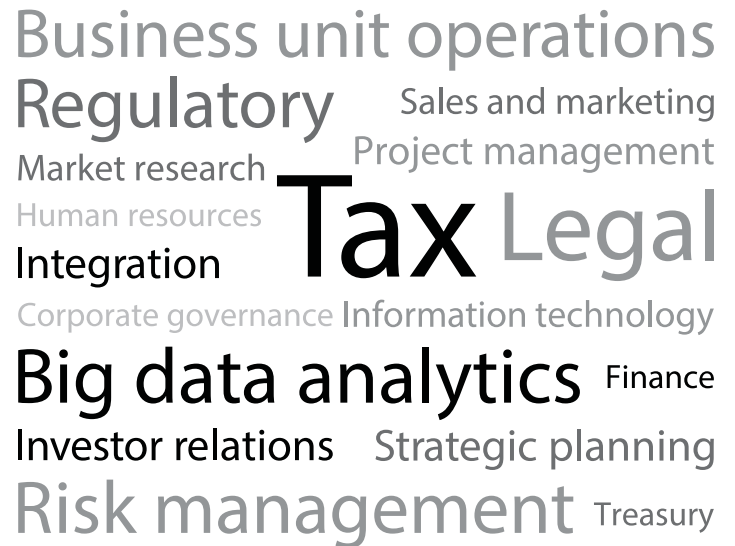 Business unit operations
Regulatory
Sales and marketing
Project management
Market research
Tax
Legal
Human resources
Integration
Corporate governance
Information technology
Big data analytics
Finance
Investor relations
Strategic planning
Risk management
Treasury